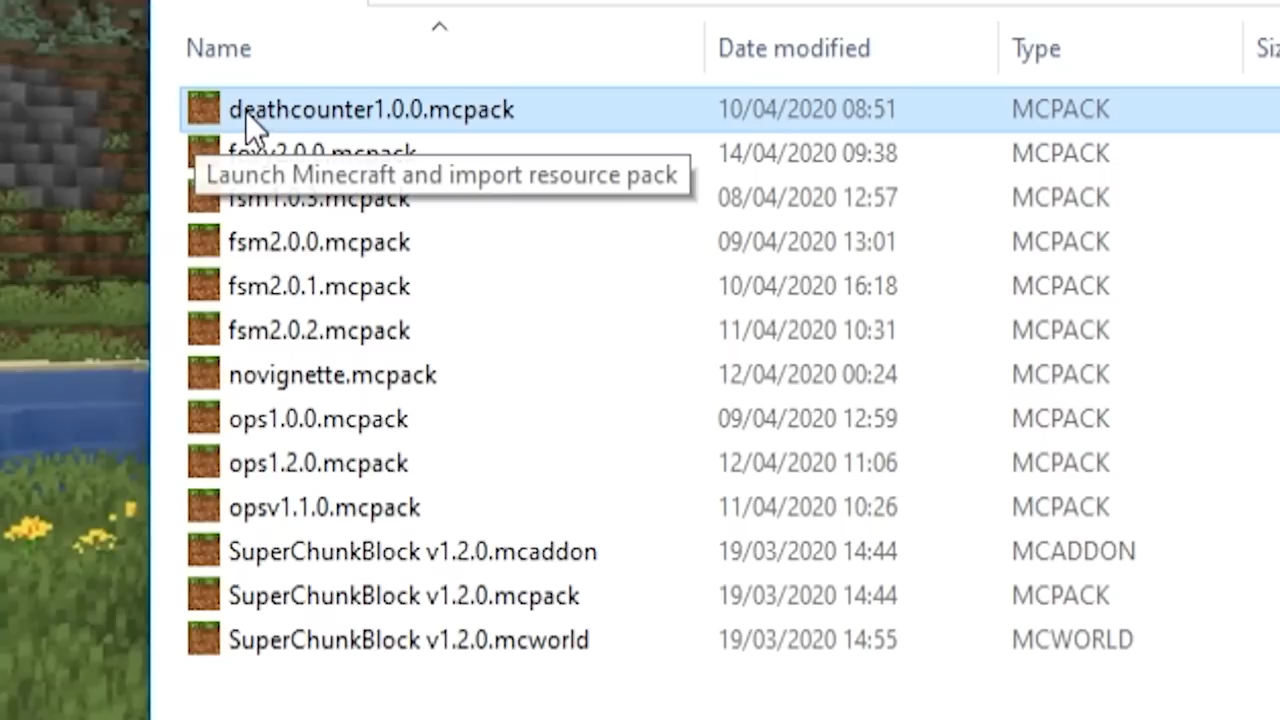 Name Date modified Type Siz
deathcounter1.0.0.mcpack 10/04/2020 08:51 MCPACK
14/04/2020 09:38 MCPACK
Launch Minecraft and import resource pack
fsm1.0.3.mcpack 08/04/2020 12:57 MCPACK
fsm2.0.0.mcpack 09/04/2020 13:01 MCPACK
fsm2.0.1.mcpack 10/04/2020 16:18 MCPACK
fsm2.0.2.mcpack 11/04/2020 10:31 MCPACK
novignette.mcpack 12/04/2020 00:24 MCPACK
ops1.0.0.mcpack 09/04/2020 12:59 MCPACK
ops1.2.0.mcpack 12/04/2020 11:06 MCPACK
opsv1.1.0.mcpack 11/04/2020 10:26 MCPACK
SuperChunkBlock v1.2.0.mcaddon 19/03/2020 14:44 MCADDON
SuperChunkBlock v1.2.0.mcpack 19/03/2020 14:44 MCPACK
SuperChunkBlock v1.2.0.mcworld 19/03/2020 14:55 MCWORLD